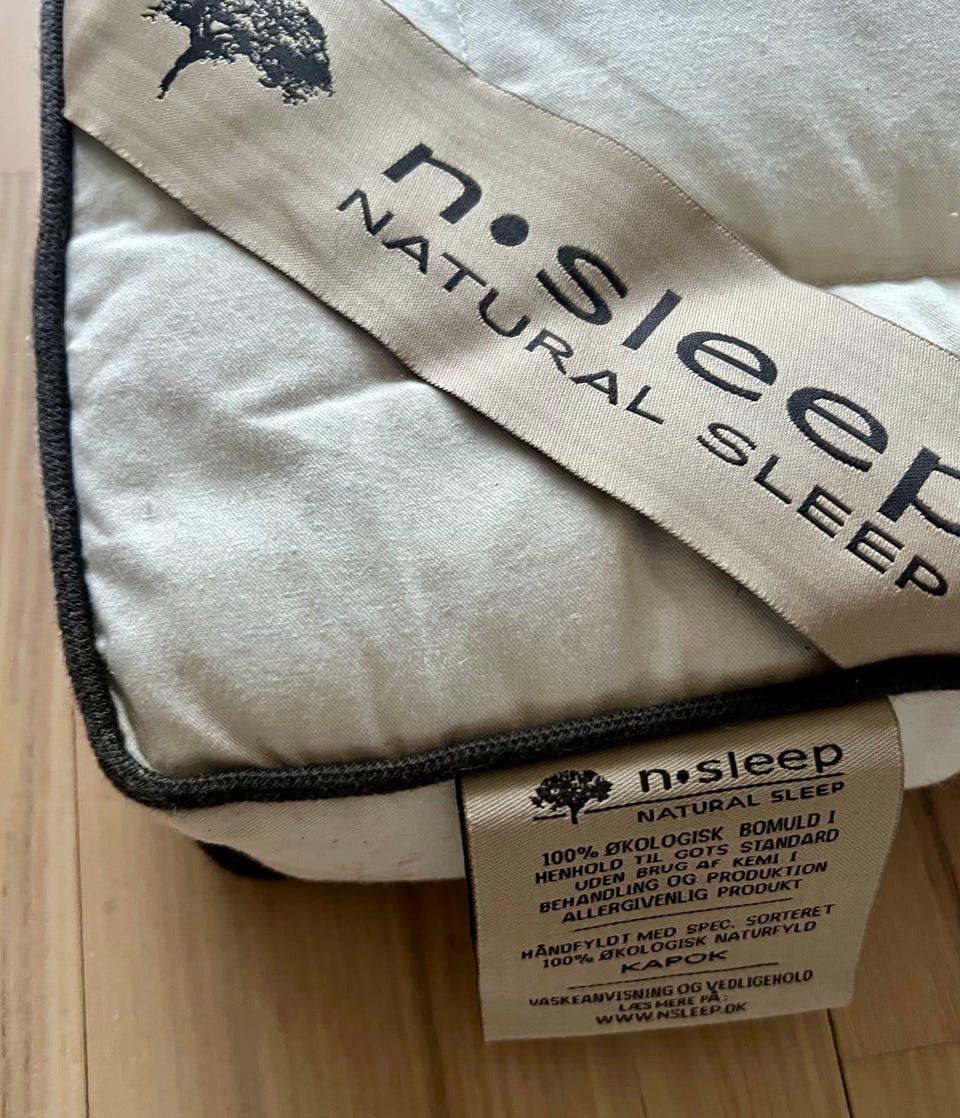 n•sleep
NATURAL SLEEP
n•sleep
NATURAL SLEEP
100% ØKOLOGISK BOMULD I
HENHOLD TIL GOTS STANDARD
UDEN BRUG AF KEMI I
BEHANDLING OG PRODUKTION
ALLERGIVENLIG PRODUKT
HÅNDFYLDT MED SPEC. SORTERET
100% ØKOLOGISK NATURFYLD
KAPOK
VASKEANVISNING OG VEDLIGEHOLD
LÆS MERE PÅ:
WWW.NSLEEP.DK